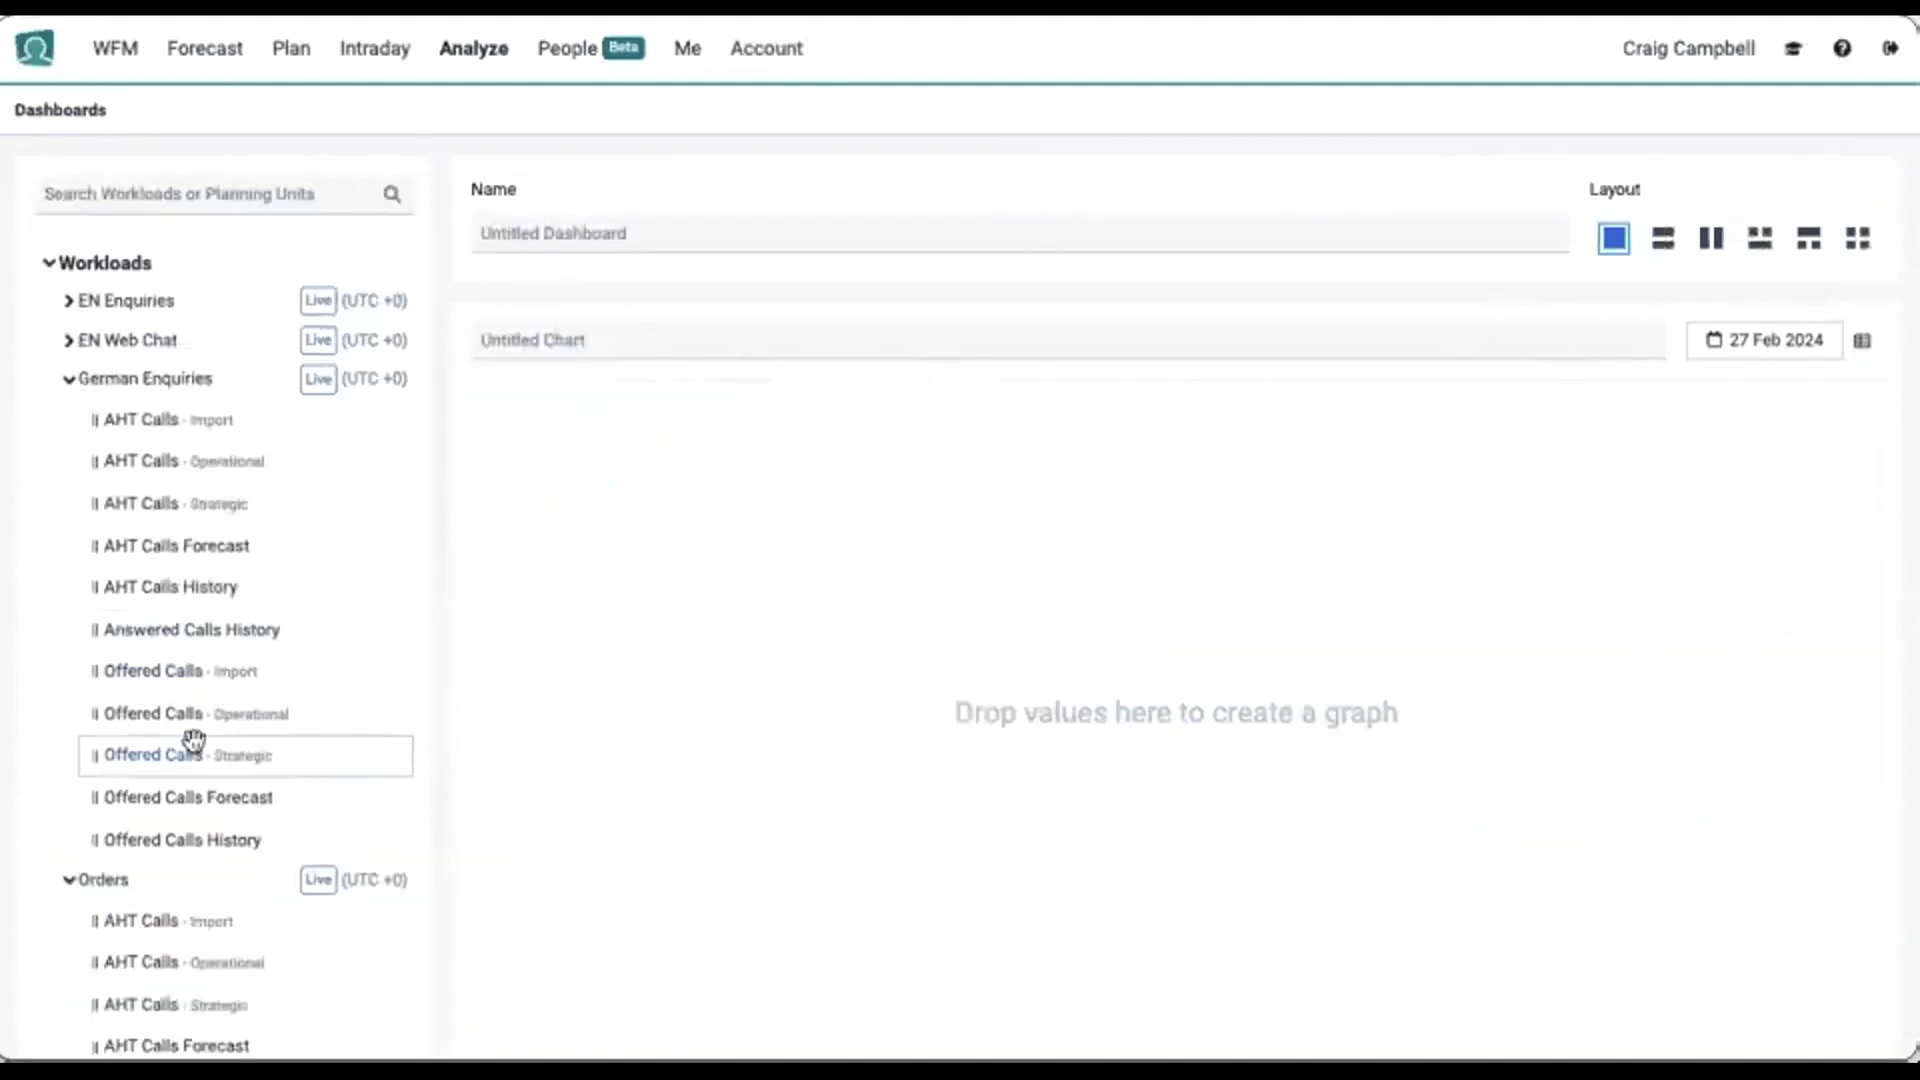 WFM Forecast Plan Intraday Analyze People Beta Me Account Craig Campbell
Dashboards
Search Workloads or Planning Units
Workloads
EN Enquiries Live (UTC +0)
EN Web Chat Live (UTC +0)
German Enquiries Live (UTC +0)
AHT Calls - Import
AHT Calls - Operational
AHT Calls - Strategic
AHT Calls Forecast
AHT Calls History
Answered Calls History
Offered Calls - Import
Offered Calls - Operational
Offered Calls - Strategic
Offered Calls Forecast
Offered Calls History
Orders Live (UTC +0)
AHT Calls - Import
AHT Calls - Operational
AHT Calls - Strategic
AHT Calls Forecast
Name
Layout
Untitled Dashboard
Untitled Chart
27 Feb 2024
Drop values here to create a graph